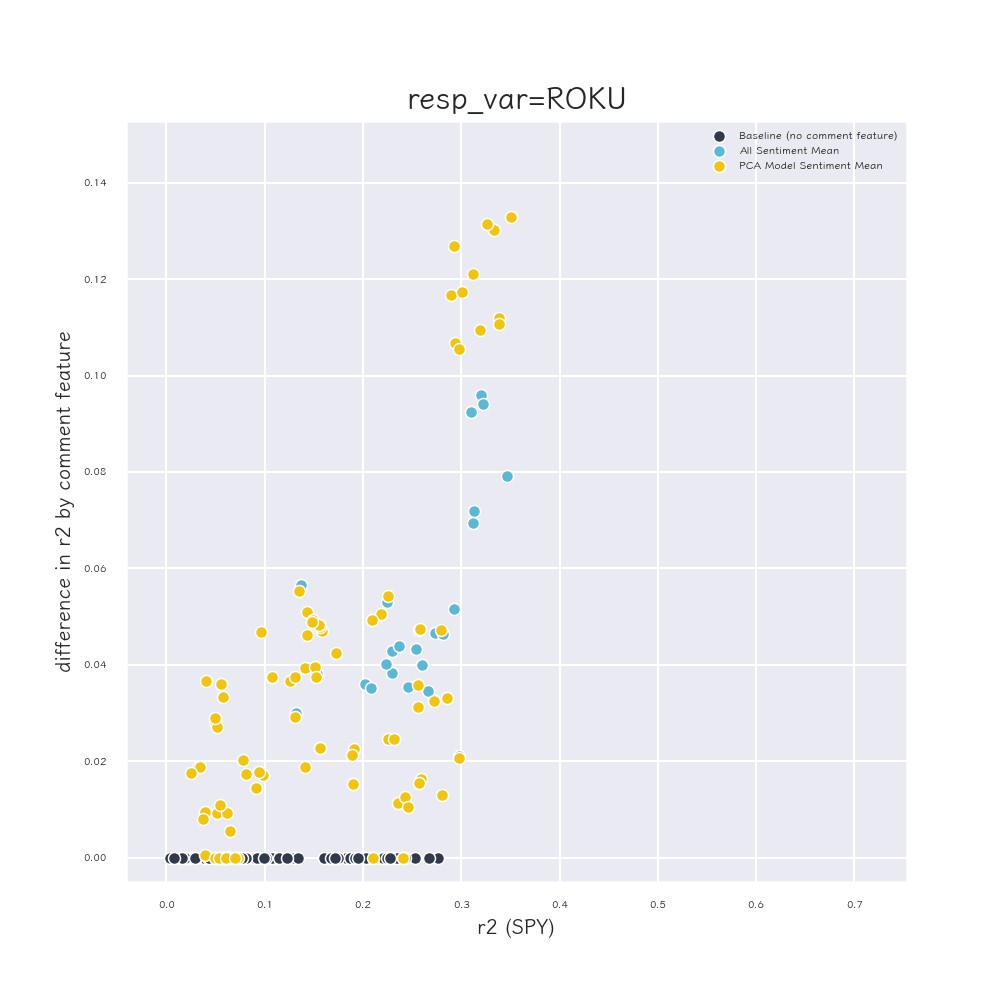 resp_var=ROKU
Baseline (no comment feature)
All Sentiment Mean
PCA Model Sentiment Mean
difference in r2 by comment feature
0.14
0.12
0.10
0.08
0.06
0.04
0.02
0.00
0.0 0.1 0.2 0.3 0.4 0.5 0.6 0.7
r2 (SPY)